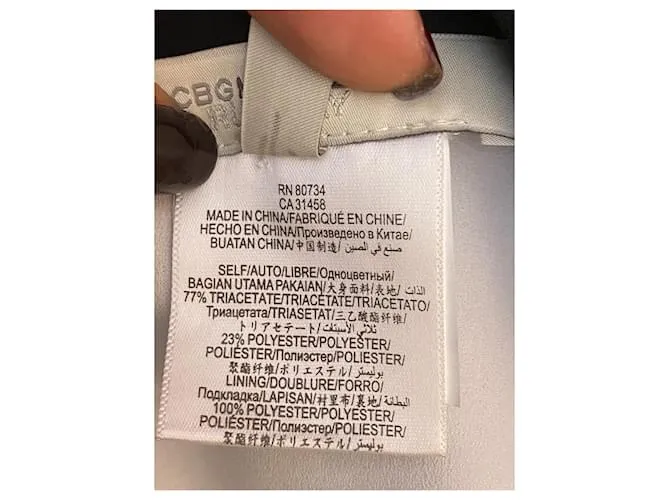 CBGM
RN 80734
CA 31458
MADE IN CHINA/FABRIQUÉ EN CHINE/
HECHO EN CHINA/Произведено в Китае/
BUATAN CHINA/中国制造/ صنع في الصين/
SELF/AUTO/LIBRE/Одноцветный/
BAGIAN UTAMA PAKAIAN/大身面料/表地/ الذات/
77% TRIACETATE/TRIACÉTATE/TRIACETATO/
Триацетата/TRIASETAT/三乙酸酯纤维/
トリアセテート/ثلاثي الأسيتات/
23% POLYESTER/POLYESTER/
POLIÉSTER/Полиэстер/POLIESTER/
聚酯纤维/ポリエステル/بوليستر/
LINING/DOUBLURE/FORRO/
Подкладка/LAPISAN/衬里布/裏地/ البطانة/
100% POLYESTER/POLYESTER/
POLIÉSTER/Полиэстер/POLIESTER/
聚酯纤维/ポリエステル/بوليستر/